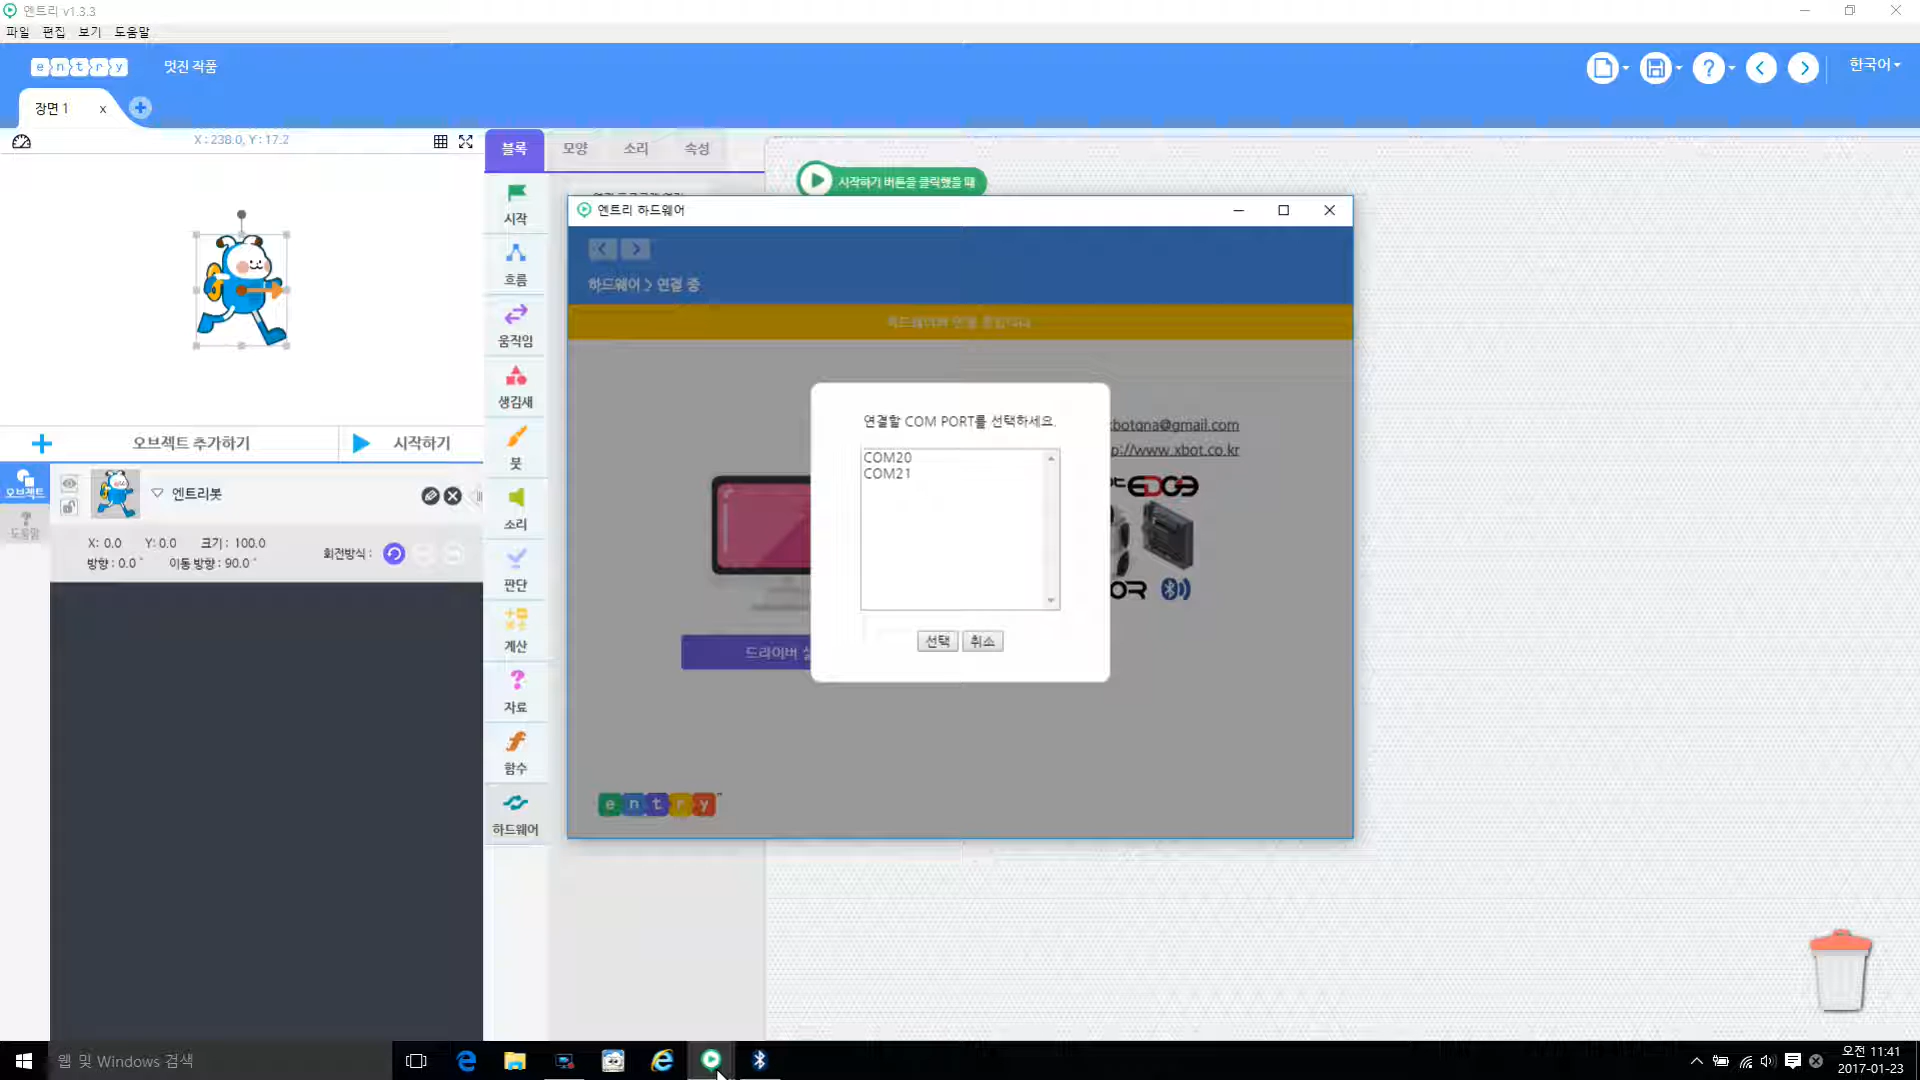 엔트리 v1.3.3
파일 편집 보기 도움말
entry 멋진 작품 한국어
장면 1 x
X : 238.0, Y : 17.2
블록 모양 소리 속성
시작하기 버튼을 클릭했을 때
시작
흐름
움직임
생김새
붓
소리
판단
계산
자료
함수
하드웨어
오브젝트 추가하기 시작하기
오브젝트
도움말
엔트리봇
X: 0.0 Y: 0.0 크기 : 100.0
방향 : 0.0 ˚ 이동 방향 : 90.0 ˚
회전방식 :
엔트리 하드웨어
하드웨어 > 연결 중
연결할 COM PORT를 선택하세요.
COM20
COM21
선택 취소
botqna@gmail.com
p://www.xbot.co.kr
EDGE
OR
드라이버
entry
웹 및 Windows 검색
오전 11:41
2017-01-23